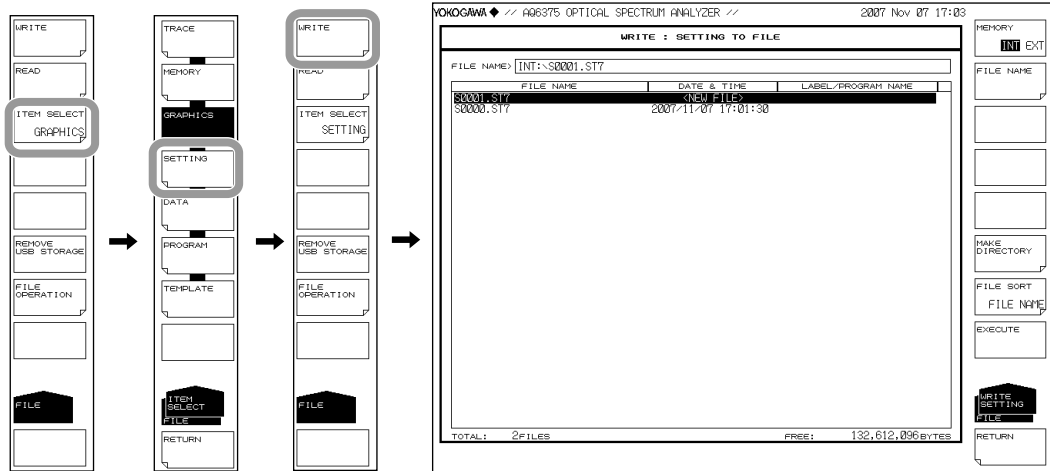 WRITE
READ
ITEM SELECT
GRAPHICS
REMOVE
USB STORAGE
FILE
OPERATION
FILE
TRACE
MEMORY
GRAPHICS
SETTING
DATA
PROGRAM
TEMPLATE
ITEM
SELECT
FILE
RETURN
WRITE
READ
ITEM SELECT
SETTING
REMOVE
USB STORAGE
FILE
OPERATION
FILE
YOKOGAWA ◆ // AQ6375 OPTICAL SPECTRUM ANALYZER // 2007 Nov 07 17:03
WRITE : SETTING TO FILE
FILE NAME> INT:\S0001.ST7
FILE NAME DATE & TIME LABEL/PROGRAM NAME
S0001.ST7 <NEW FILE>
S0000.ST7 2007/11/07 17:01:30
TOTAL: 2FILES FREE: 132,612,096 BYTES
MEMORY
INT EXT
FILE NAME
MAKE
DIRECTORY
FILE SORT
FILE NAME
EXECUTE
WRITE
SETTING
FILE
RETURN